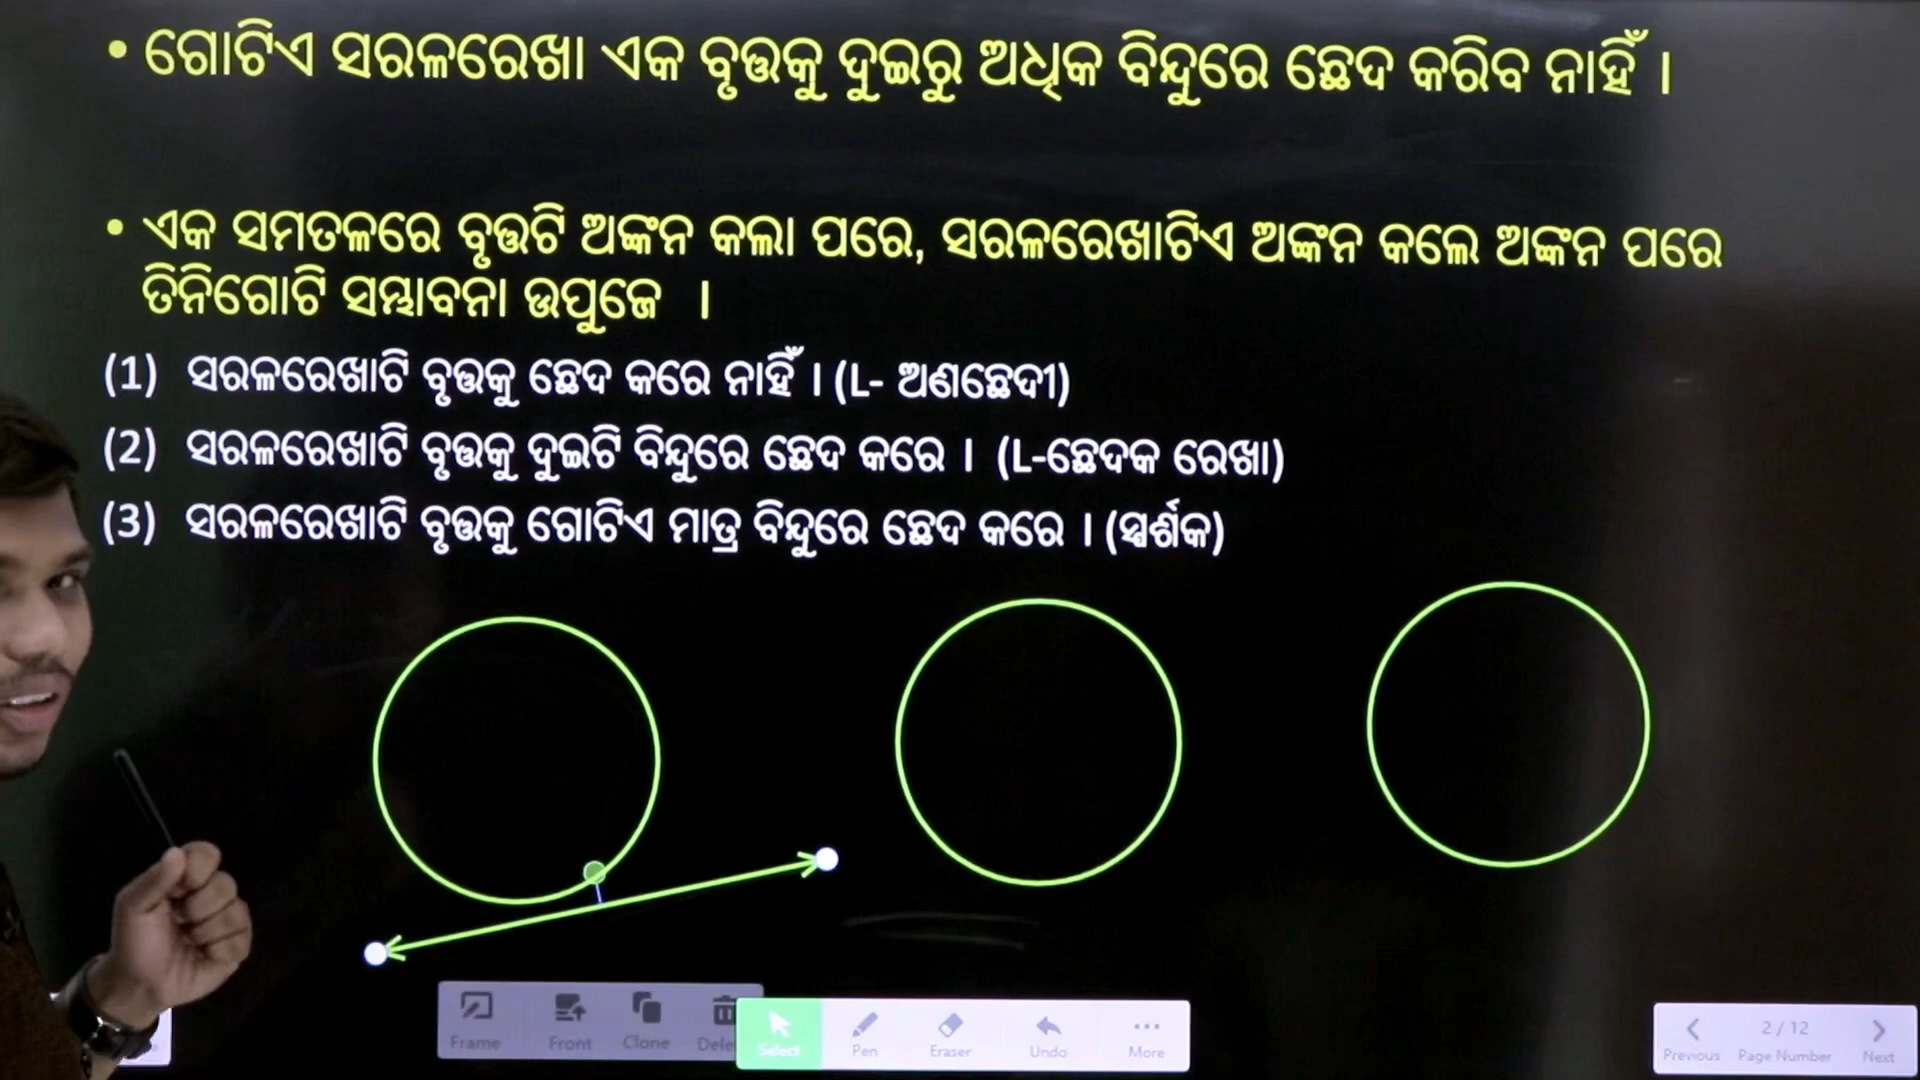 • ଗୋଟିଏ ସରଳରେଖା ଏକ ବୃତ୍ତକୁ ଦୁଇରୁ ଅଧିକ ବିନ୍ଦୁରେ ଛେଦ କରିବ ନାହିଁ ।
• ଏକ ସମତଳରେ ବୃତ୍ତଟି ଅଙ୍କନ କଲା ପରେ, ସରଳରେଖାଟିଏ ଅଙ୍କନ କଲେ ଅଙ୍କନ ପରେ
ତିନିଗୋଟି ସମ୍ଭାବନା ଉପୁଜେ ।
(1) ସରଳରେଖାଟି ବୃତ୍ତକୁ ଛେଦ କରେ ନାହିଁ । (L- ଅଣଛେଦୀ)
(2) ସରଳରେଖାଟି ବୃତ୍ତକୁ ଦୁଇଟି ବିନ୍ଦୁରେ ଛେଦ କରେ । (L-ଛେଦକ ରେଖା)
(3) ସରଳରେଖାଟି ବୃତ୍ତକୁ ଗୋଟିଏ ମାତ୍ର ବିନ୍ଦୁରେ ଛେଦ କରେ । (ସ୍ପର୍ଶକ)
Frame Front Clone
Select Pen Eraser Undo More
2 / 12
Previous Page Number Next